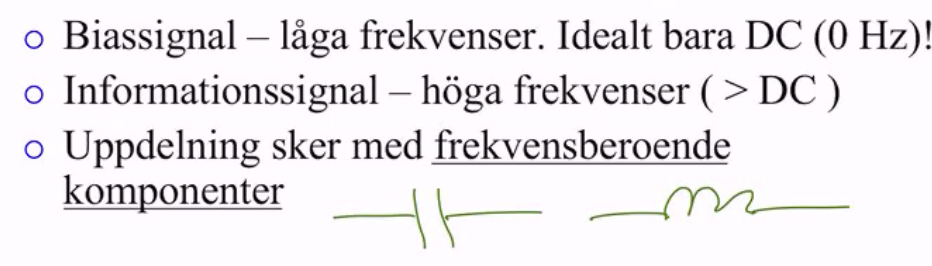 Biassignal – låga frekvenser. Idealt bara DC (0 Hz)!
Informationssignal – höga frekvenser ( > DC )
Uppdelning sker med frekvensberoende
komponenter